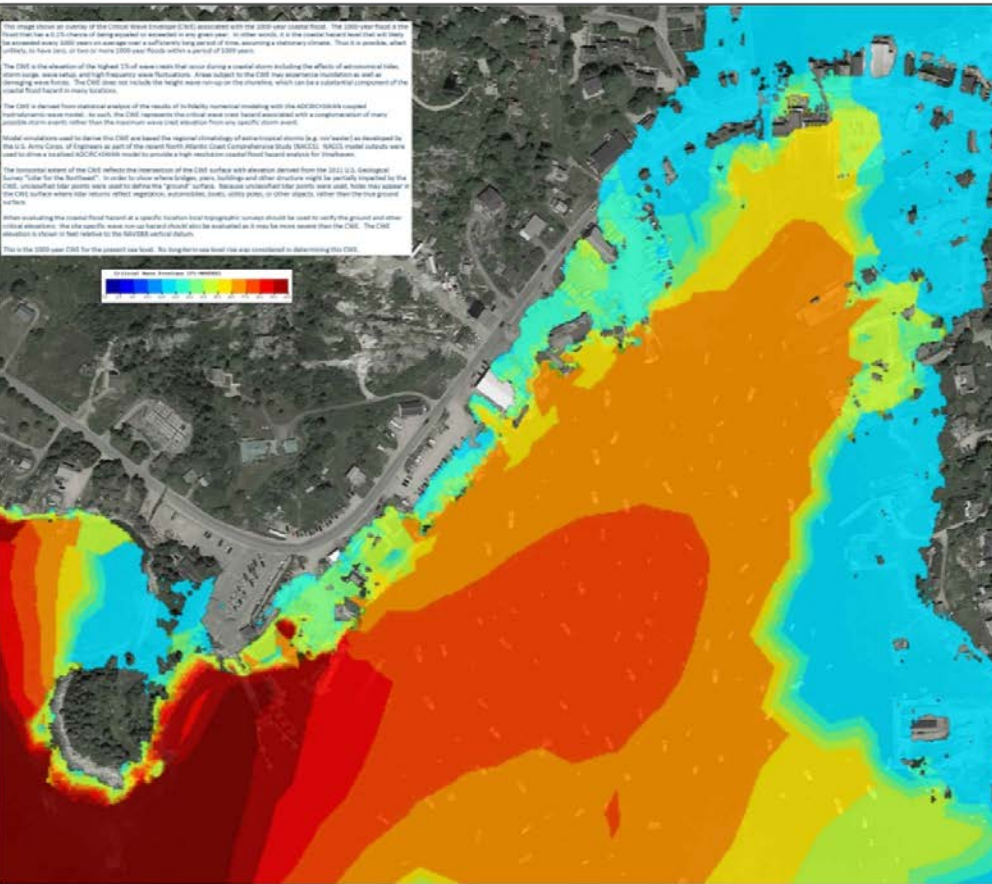 This image shows an overlay of the Critical Wave Envelope (CWE) associated with the 1000-year coastal flood. The 1000-year flood is the
flood that has a 0.1% chance of being equaled or exceeded in any given year. In other words, it is the coastal hazard level that will likely
be exceeded every 1000 years on average over a sufficiently long period of time, assuming a stationary climate. Thus it is possible, albeit
unlikely, to have zero, or two or more 1000-year floods within a period of 1000 years.
The CWE is the elevation of the highest 1% of wave crests that occur during a coastal storm including the effects of astronomical tides,
storm surge, wave setup, and high-frequency wave fluctuations. Areas subject to the CWE may experience inundation as well as
damaging wave forces. The CWE does not include the height wave run-up on the shoreline, which can be a substantial component of the
coastal flood hazard in many locations.
The CWE is derived from statistical analysis of the results of hi-fidelity numerical modeling with the ADCIRC+SWAN coupled
hydrodynamic wave model. As such, the CWE represents the critical wave crest hazard associated with a conglomeration of many
possible storm events rather than the maximum wave crest elevation from any specific storm event.
Model simulations used to derive this CWE are based the regional climatology of extra-tropical storms (e.g. nor'easter) as developed by
the U.S. Army Corps. of Engineers as part of the recent North Atlantic Coast Comprehensive Study (NACCS). NACCS model outputs were
used to drive a localized ADCIRC+SWAN model to provide a high-resolution coastal flood hazard analysis for Vinalhaven.
The horizontal extent of the CWE reflects the intersection of the CWE surface with elevation derived from the 2011 U.S. Geological
Survey "Lidar for the Northeast". In order to show where bridges, piers, buildings and other structure might be partially impacted by the
CWE, unclassified lidar points were used to define the "ground" surface. Because unclassified lidar points were used, holes may appear in
the CWE surface where lidar returns reflect vegetation, automobiles, boats, utility poles, or other objects, rather than the true ground
surface.
When evaluating the coastal flood hazard at a specific location local topographic surveys should be used to verify the ground and other
critical elevations; the site specific wave run-up hazard should also be evaluated as it may be more severe than the CWE. The CWE
elevation is shown in feet relative to the NAVD88 vertical datum.
This is the 1000-year CWE for the present sea level. No long-term sea level rise was considered in determining this CWE.
Critical Wave Envelope (ft-NAVD88)